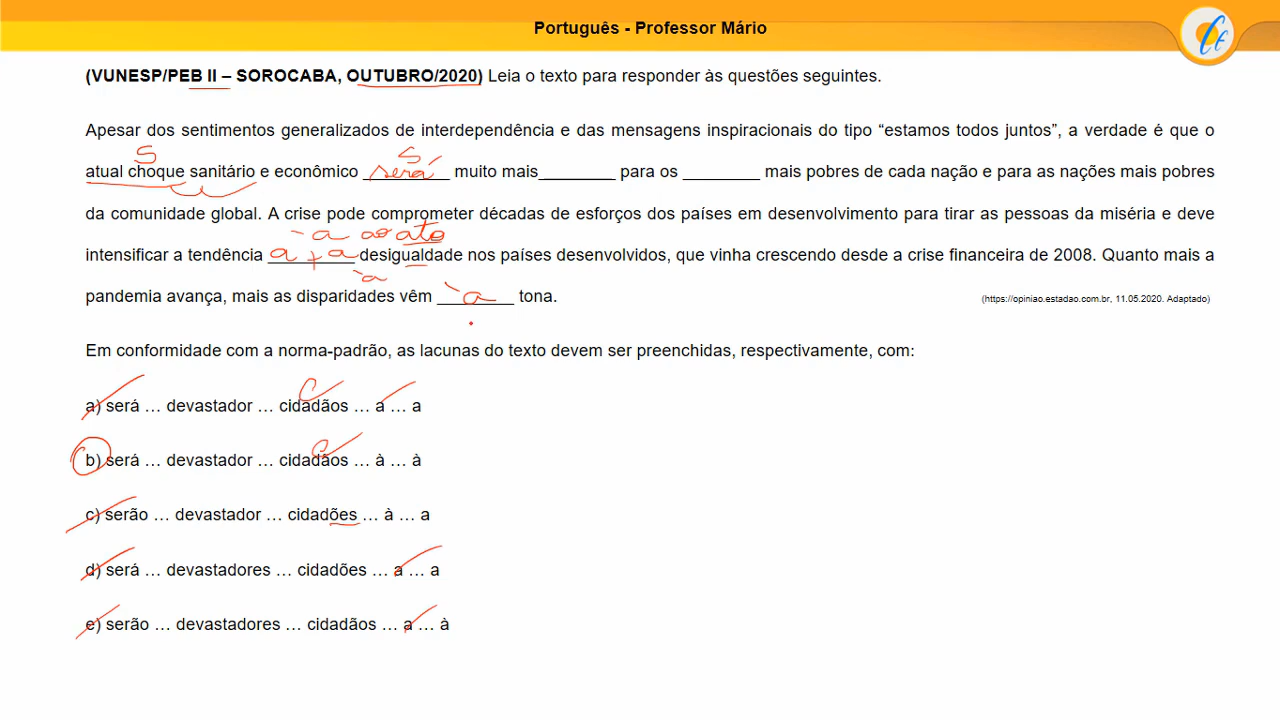 Português - Professor Mário
(VUNESP/PEB II – SOROCABA, OUTUBRO/2020) Leia o texto para responder às questões seguintes.
Apesar dos sentimentos generalizados de interdependência e das mensagens inspiracionais do tipo “estamos todos juntos”, a verdade é que o
S S
atual choque sanitário e econômico será muito mais________ para os ________ mais pobres de cada nação e para as nações mais pobres
da comunidade global. A crise pode comprometer décadas de esforços dos países em desenvolvimento para tirar as pessoas da miséria e deve
à ao ato
intensificar a tendência a + a desigualdade nos países desenvolvidos, que vinha crescendo desde a crise financeira de 2008. Quanto mais a
à
pandemia avança, mais as disparidades vêm à tona.
(https://opiniao.estadao.com.br, 11.05.2020. Adaptado)
Em conformidade com a norma-padrão, as lacunas do texto devem ser preenchidas, respectivamente, com:
a) será … devastador … cidadãos … a … a
b) será … devastador … cidadãos … à … à
c) serão … devastador … cidadões … à … a
d) será … devastadores … cidadões … a … a
e) serão … devastadores … cidadãos … a … à